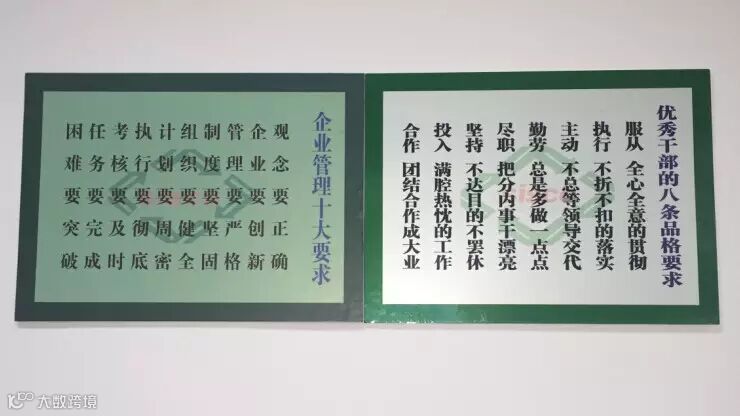 优秀干部的八条品格要求
服从 全心全意的贯彻
执行 不折不扣的落实
主动 不总等领导交代
勤劳 总是多做一点点
尽职 把分内事干漂亮
坚持 不达目的不罢休
投入 满腔热忱的工作
合作 团结合作成大业
企业管理十大要求
观念要正确
企业要创新
管理要严格
制度要坚固
组织要健全
计划要周密
执行要彻底
考核要及时
任务要完成
困难要突破
大数跨境